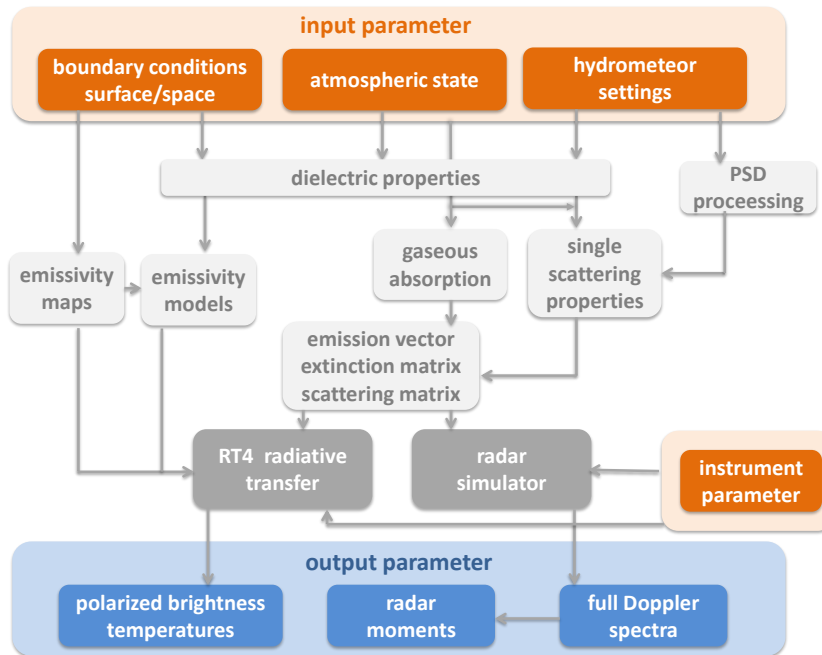 input parameter
boundary conditions
surface/space
atmospheric state
hydrometeor
settings
dielectric properties
PSD
proceessing
emissivity
maps
emissivity
models
gaseous
absorption
single
scattering
properties
emission vector
extinction matrix
scattering matrix
RT4 radiative
transfer
radar
simulator
instrument
parameter
output parameter
polarized brightness
temperatures
radar
moments
full Doppler
spectra